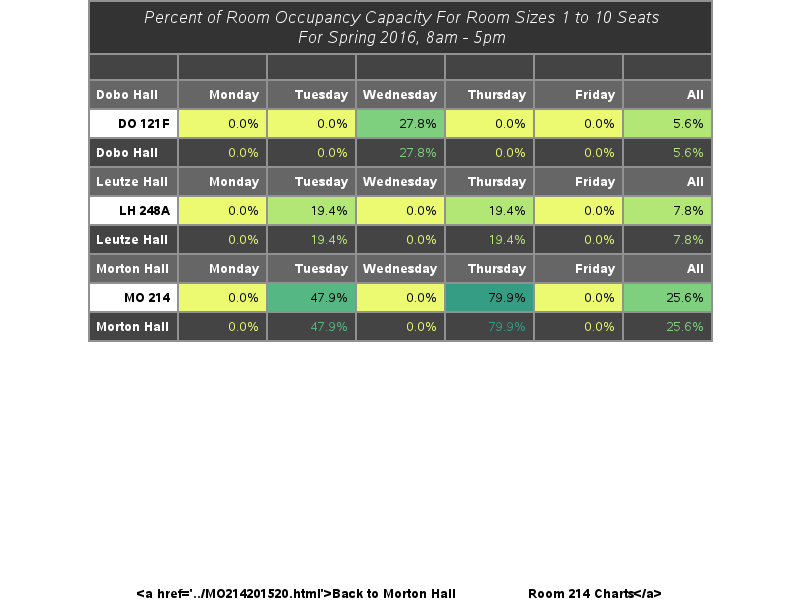 Percent of Room Occupancy Capacity For Room Sizes 1 to 10 Seats
For Spring 2016, 8am - 5pm
Dobo Hall Monday Tuesday Wednesday Thursday Friday All
DO 121F 0.0% 0.0% 27.8% 0.0% 0.0% 5.6%
Dobo Hall 0.0% 0.0% 27.8% 0.0% 0.0% 5.6%
Leutze Hall Monday Tuesday Wednesday Thursday Friday All
LH 248A 0.0% 19.4% 0.0% 19.4% 0.0% 7.8%
Leutze Hall 0.0% 19.4% 0.0% 19.4% 0.0% 7.8%
Morton Hall Monday Tuesday Wednesday Thursday Friday All
MO 214 0.0% 47.9% 0.0% 79.9% 0.0% 25.6%
Morton Hall 0.0% 47.9% 0.0% 79.9% 0.0% 25.6%
<a href='../MO214201520.html'>Back to Morton Hall Room 214 Charts</a>